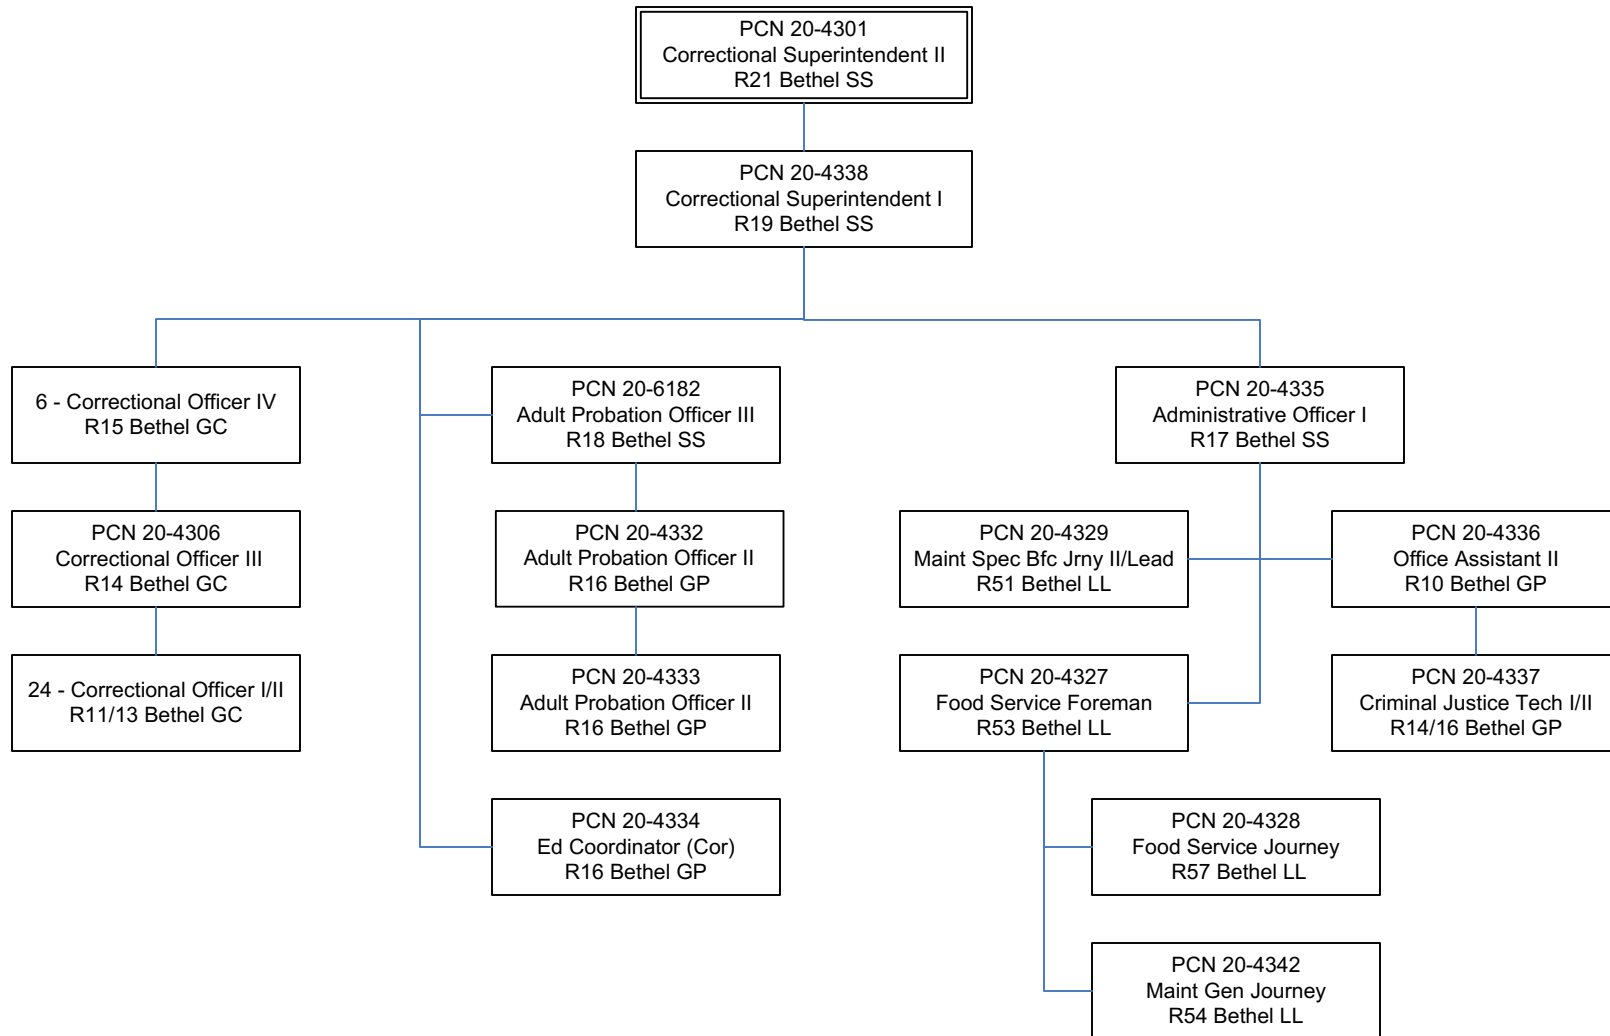 PCN 20-4301
Correctional Superintendent II
R21 Bethel SS
PCN 20-4338
Correctional Superintendent I
R19 Bethel SS
6 - Correctional Officer IV
R15 Bethel GC
PCN 20-6182
Adult Probation Officer III
R18 Bethel SS
PCN 20-4335
Administrative Officer I
R17 Bethel SS
PCN 20-4306
Correctional Officer III
R14 Bethel GC
PCN 20-4332
Adult Probation Officer II
R16 Bethel GP
PCN 20-4329
Maint Spec Bfc Jrny II/Lead
R51 Bethel LL
PCN 20-4336
Office Assistant II
R10 Bethel GP
24 - Correctional Officer I/II
R11/13 Bethel GC
PCN 20-4333
Adult Probation Officer II
R16 Bethel GP
PCN 20-4327
Food Service Foreman
R53 Bethel LL
PCN 20-4337
Criminal Justice Tech I/II
R14/16 Bethel GP
PCN 20-4334
Ed Coordinator (Cor)
R16 Bethel GP
PCN 20-4328
Food Service Journey
R57 Bethel LL
PCN 20-4342
Maint Gen Journey
R54 Bethel LL